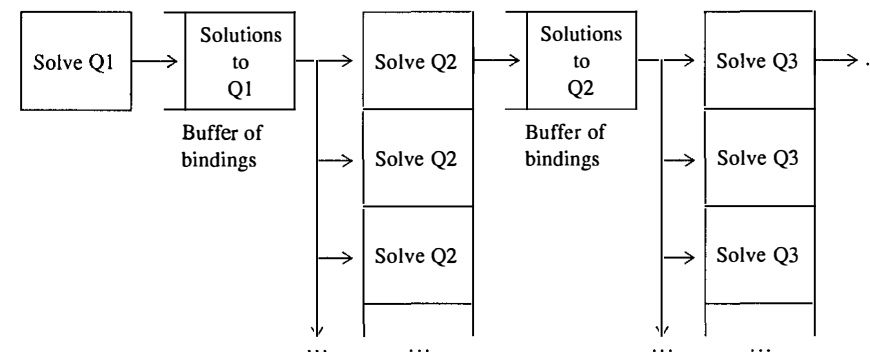 Solve Q1
Solutions
to
Q1
Solve Q2
Solutions
to
Q2
Solve Q3
Buffer of
bindings
Solve Q2
Buffer of
bindings
Solve Q3
Solve Q2
Solve Q3